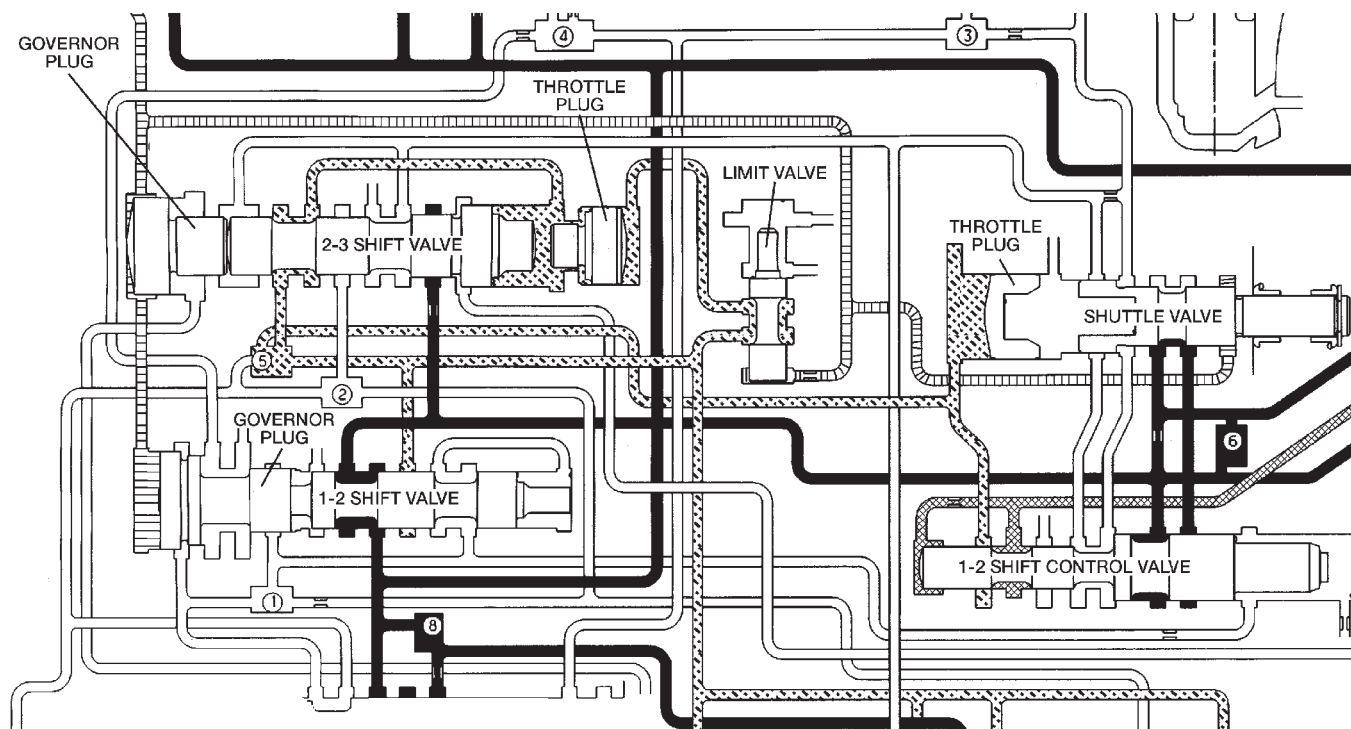 ④
③
GOVERNOR
PLUG
THROTTLE
PLUG
LIMIT VALVE
THROTTLE
PLUG
2-3 SHIFT VALVE
SHUTTLE VALVE
⑤
②
GOVERNOR
PLUG
⑥
1-2 SHIFT VALVE
1-2 SHIFT CONTROL VALVE
①
⑧